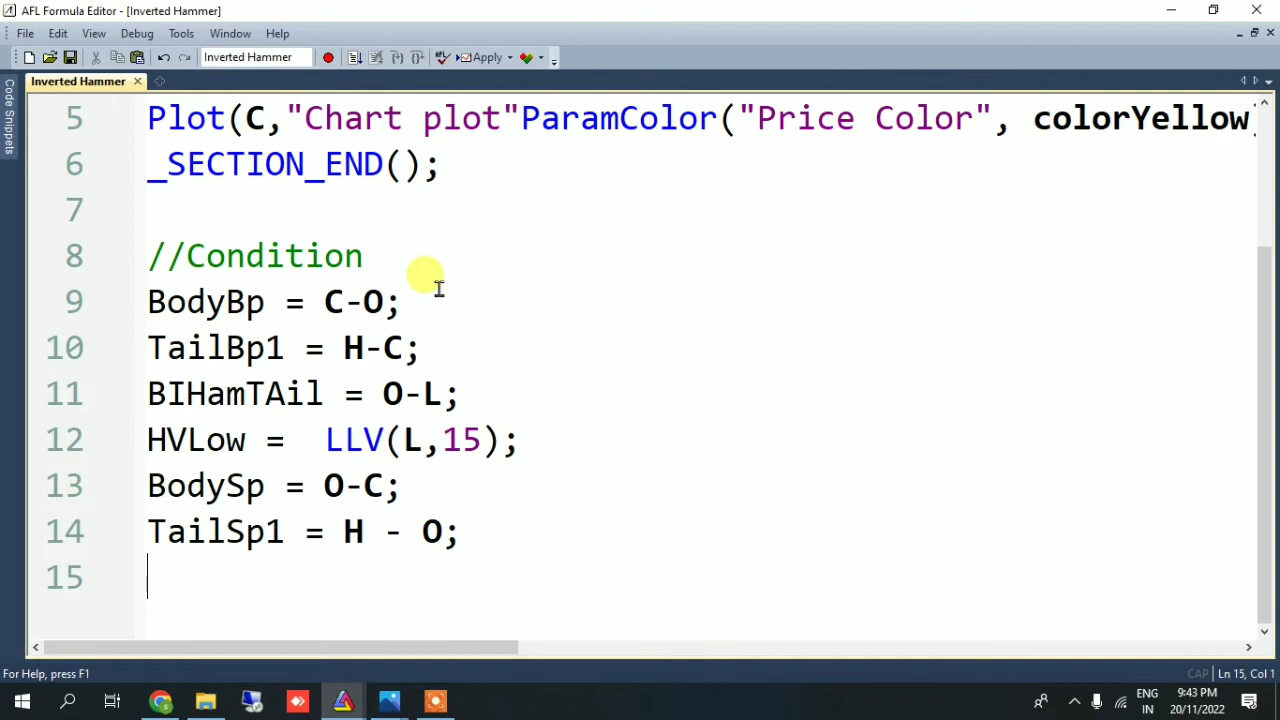 AFL Formula Editor - [Inverted Hammer]
File Edit View Debug Tools Window Help
Inverted Hammer Apply
Inverted Hammer
Code Snippets
5 Plot(C,"Chart plot"ParamColor("Price Color", colorYellow)
6 _SECTION_END();
7
8 //Condition
9 BodyBp = C-O;
10 TailBp1 = H-C;
11 BIHamTAil = O-L;
12 HVLow =  LLV(L,15);
13 BodySp = O-C;
14 TailSp1 = H - O;
15
For Help, press F1
CAP Ln 15, Col 1
ENG 9:43 PM
IN 20/11/2022